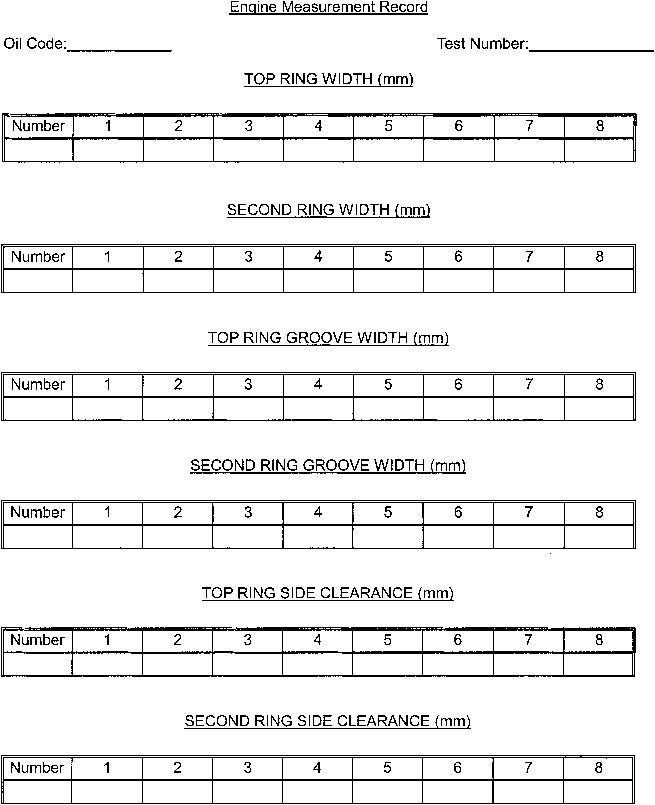 Engine Measurement Record
Oil Code: Test Number:
TOP RING WIDTH (mm)
Number 1 2 3 4 5 6 7 8
SECOND RING WIDTH (mm)
Number 1 2 3 4 5 6 7 8
TOP RING GROOVE WIDTH (mm)
Number 1 2 3 4 5 6 7 8
SECOND RING GROOVE WIDTH (mm)
Number 1 2 3 4 5 6 7 8
TOP RING SIDE CLEARANCE (mm)
Number 1 2 3 4 5 6 7 8
SECOND RING SIDE CLEARANCE (mm)
Number 1 2 3 4 5 6 7 8